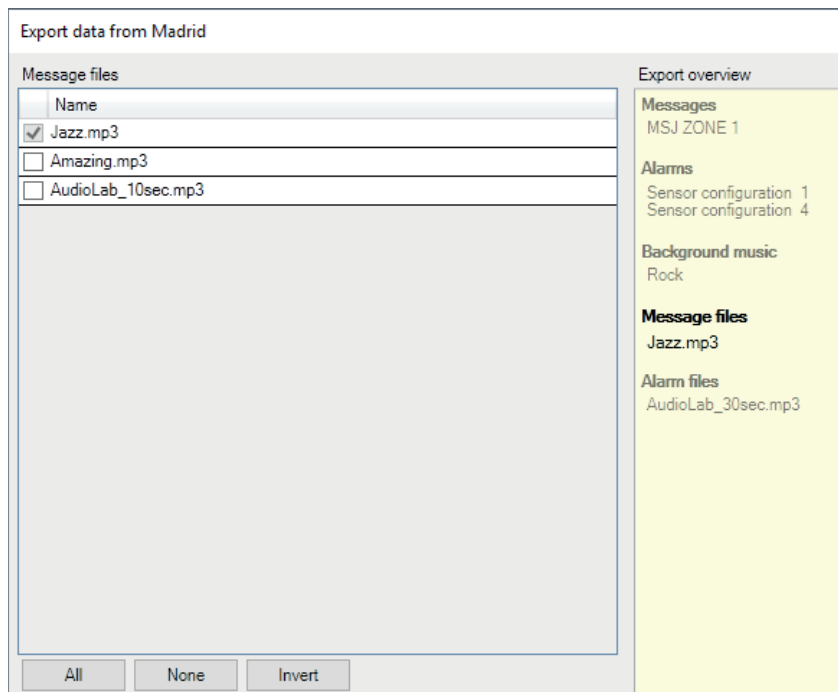 Export data from Madrid
Message files
Name
Jazz.mp3
Amazing.mp3
AudioLab_10sec.mp3
All
None
Invert
Export overview
Messages
MSJ ZONE 1
Alarms
Sensor configuration 1
Sensor configuration 4
Background music
Rock
Message files
Jazz.mp3
Alarm files
AudioLab_30sec.mp3